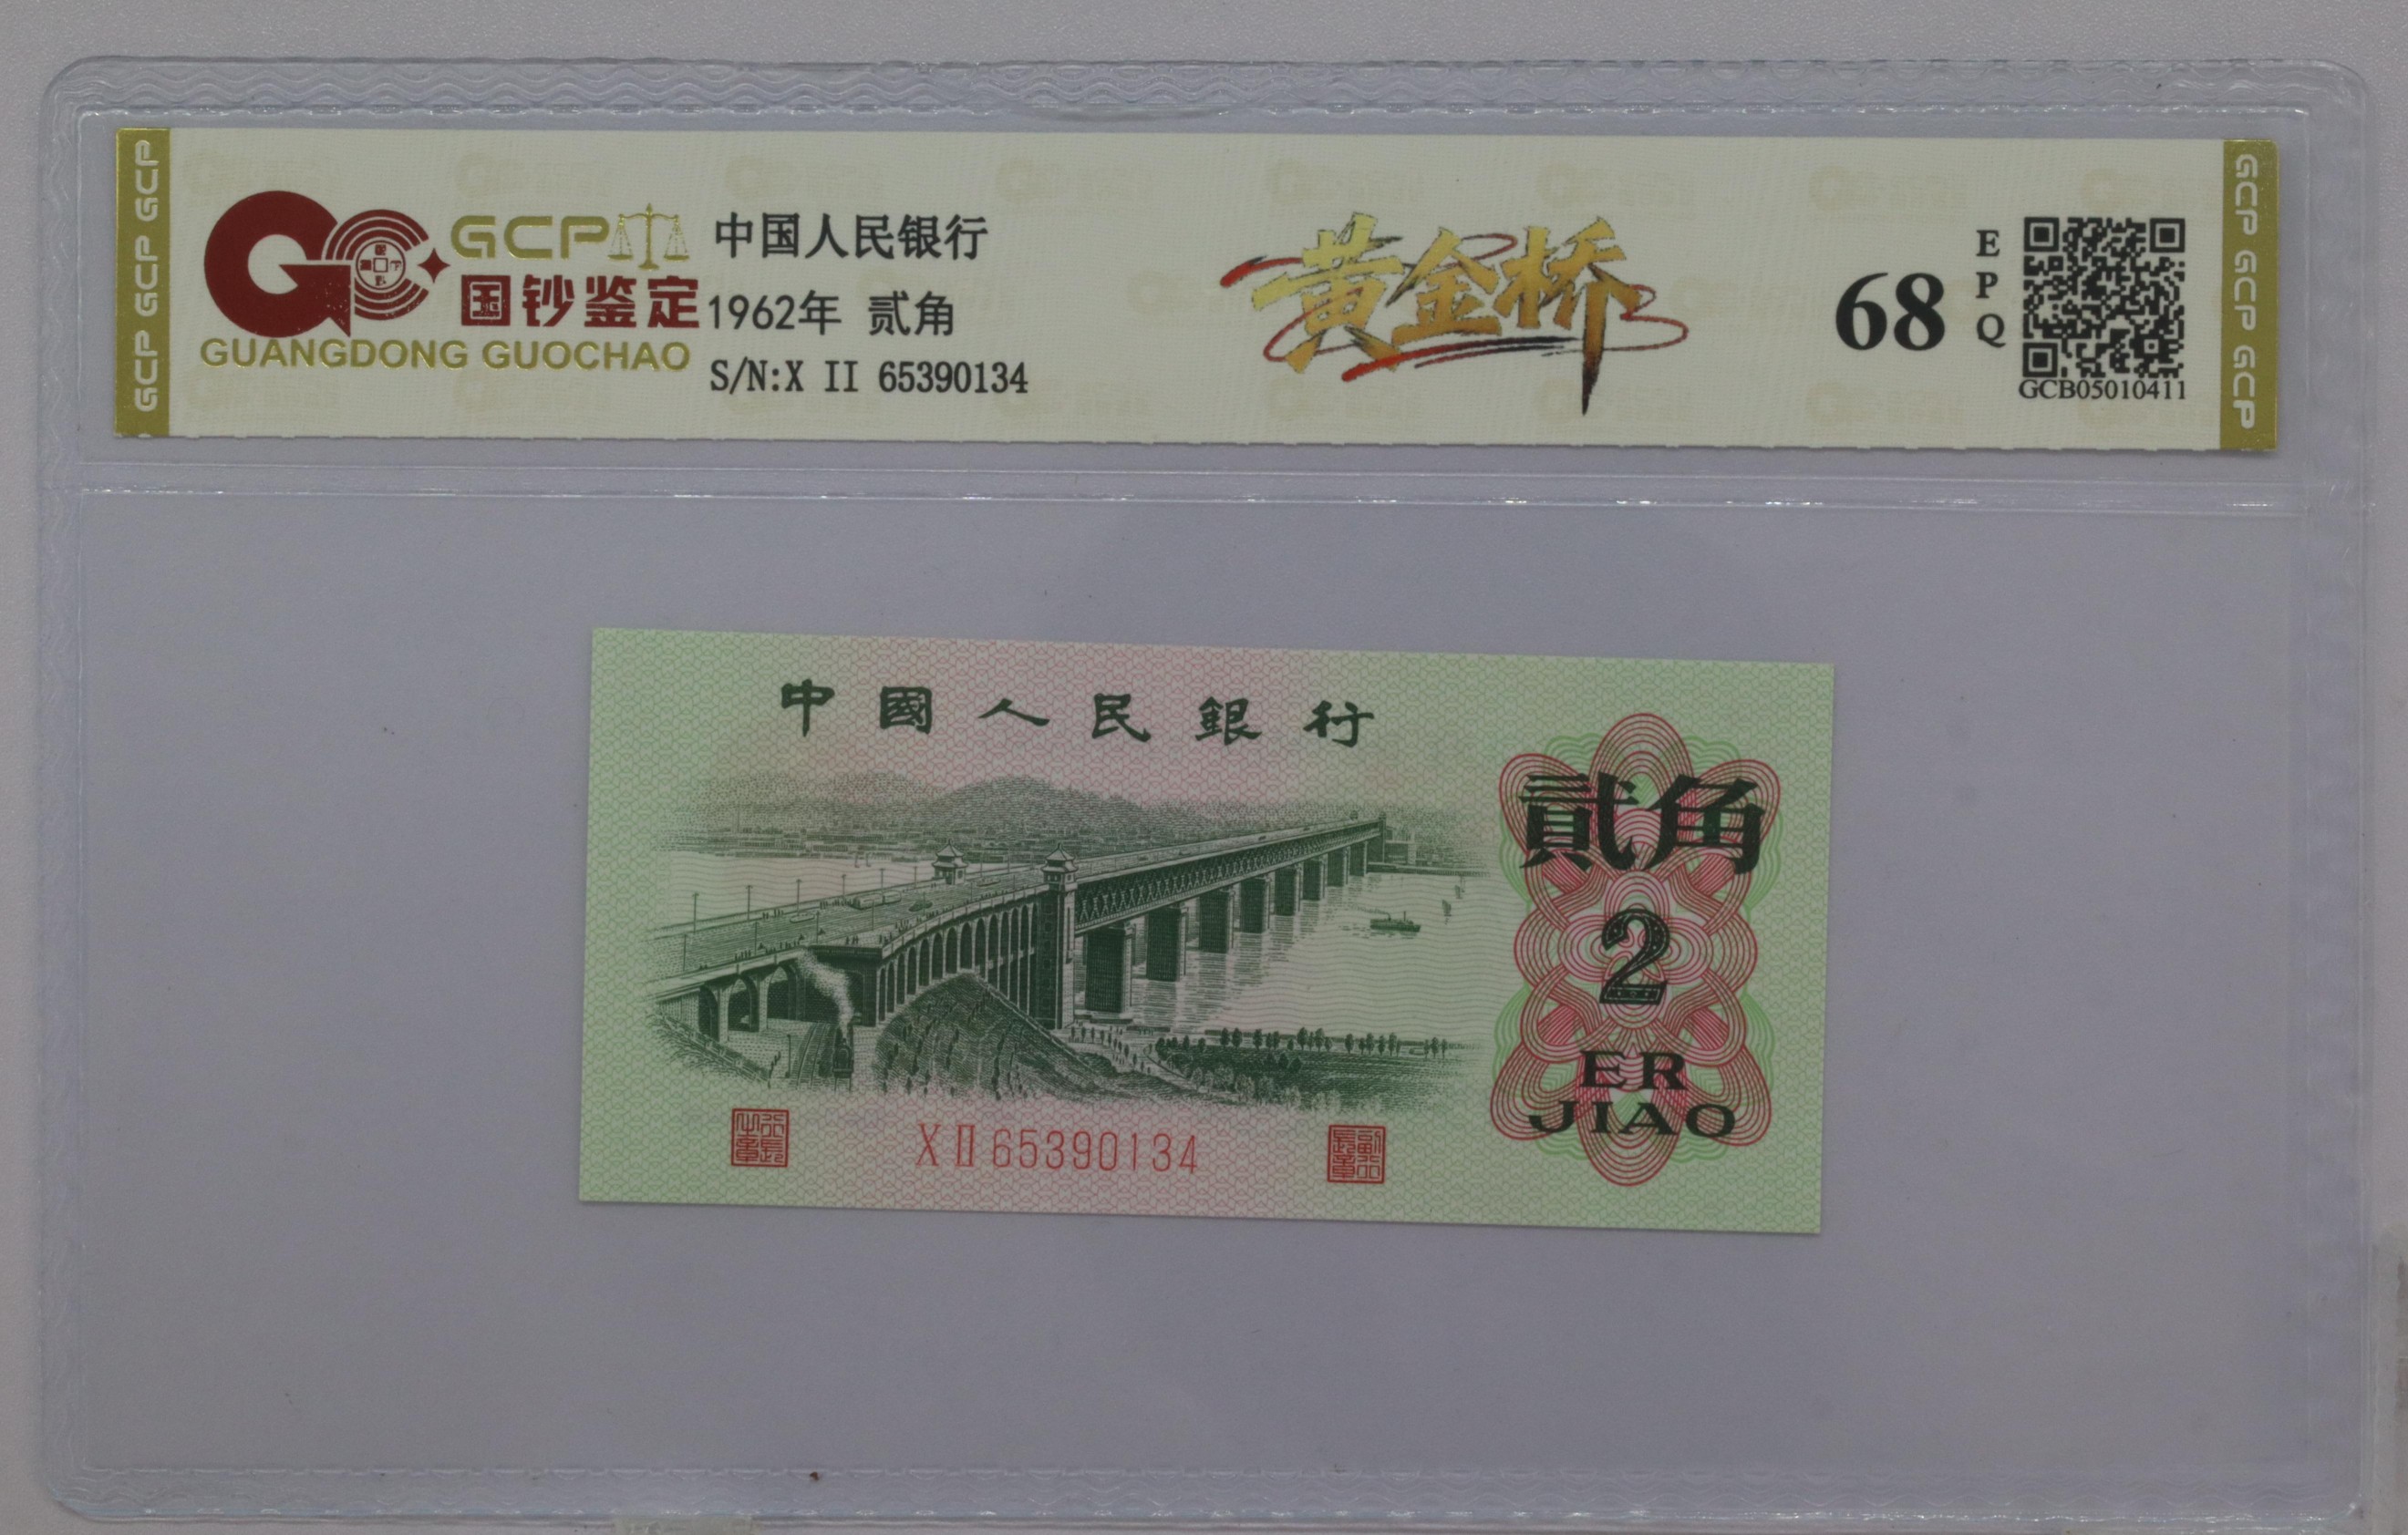 GCP GCP GCP
GCP
国钞鉴定
GUANGDONG GUOCHAO
中国人民银行
1962年 贰角
S/N:X II 65390134
黄金桥
68
EPQ
GCB05010411
GCP GCP GCP
中國人民銀行
貳角
2
ER
JIAO
X II 65390134